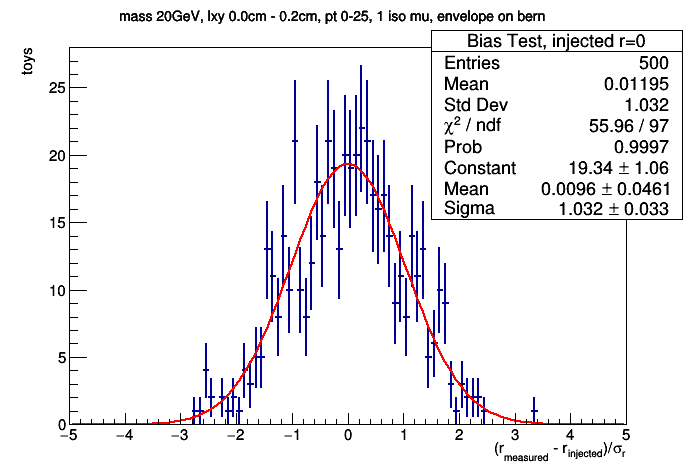 mass 20GeV, lxy 0.0cm - 0.2cm, pt 0-25, 1 iso mu, envelope on bern
toys
Bias Test, injected r=0
Entries 500
Mean 0.01195
Std Dev 1.032
χ² / ndf 55.96 / 97
Prob 0.9997
Constant 19.34 ± 1.06
Mean 0.0096 ± 0.0461
Sigma 1.032 ± 0.033
25
20
15
10
5
0
−5 −4 −3 −2 −1 0 1 2 3 4 5
(r_measured - r_injected)/σ_r